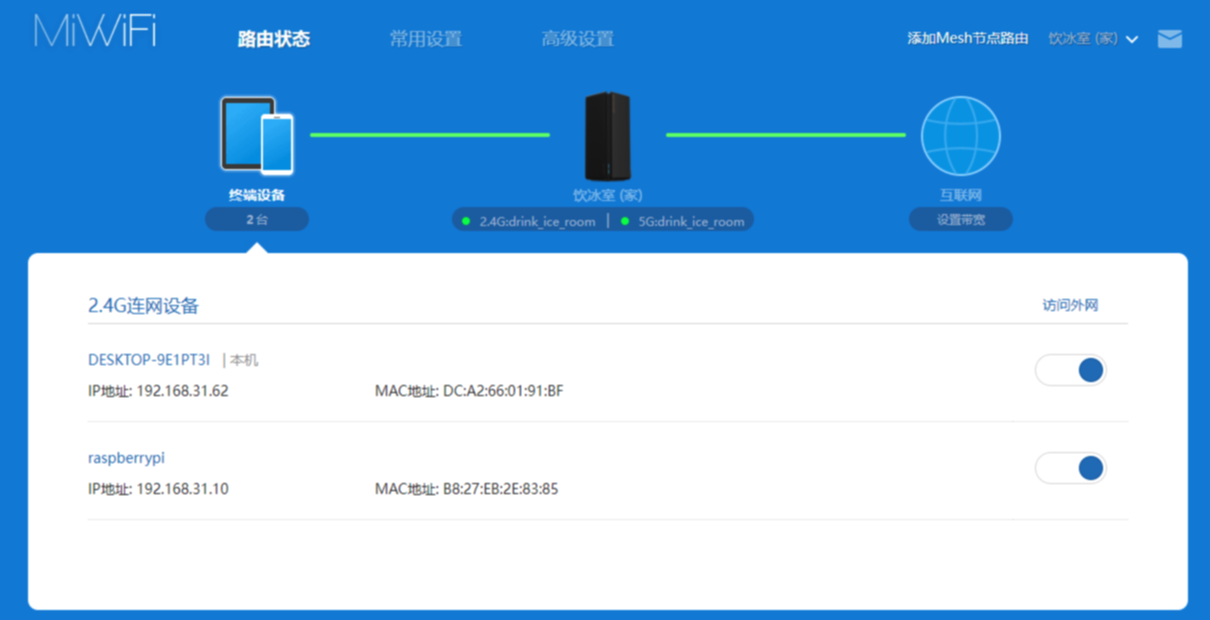 MiWiFi 路由状态 常用设置 高级设置 添加Mesh节点路由 饮冰室 (家)
终端设备 饮冰室 (家) 互联网
2 台 2.4G:drink_ice_room | 5G:drink_ice_room 设置带宽
2.4G连网设备 访问外网
DESKTOP-9E1PT3I | 本机
IP地址: 192.168.31.62 MAC地址: DC:A2:66:01:91:BF
raspberrypi
IP地址: 192.168.31.10 MAC地址: B8:27:EB:2E:83:85